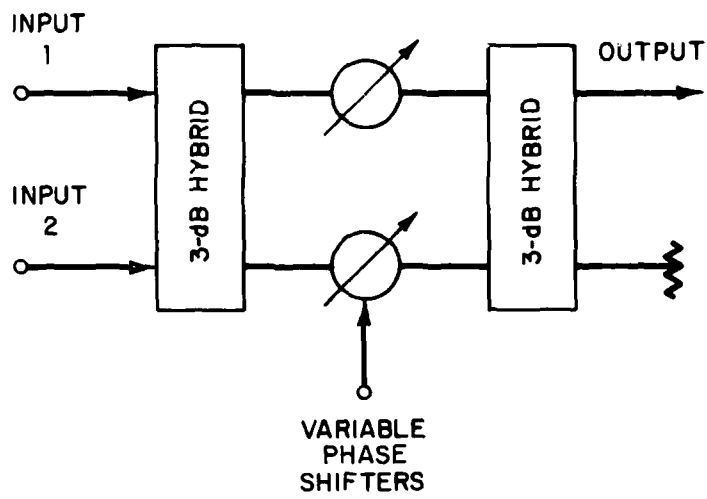 INPUT
1
OUTPUT
3-dB HYBRID
3-dB HYBRID
INPUT
2
VARIABLE
PHASE
SHIFTERS